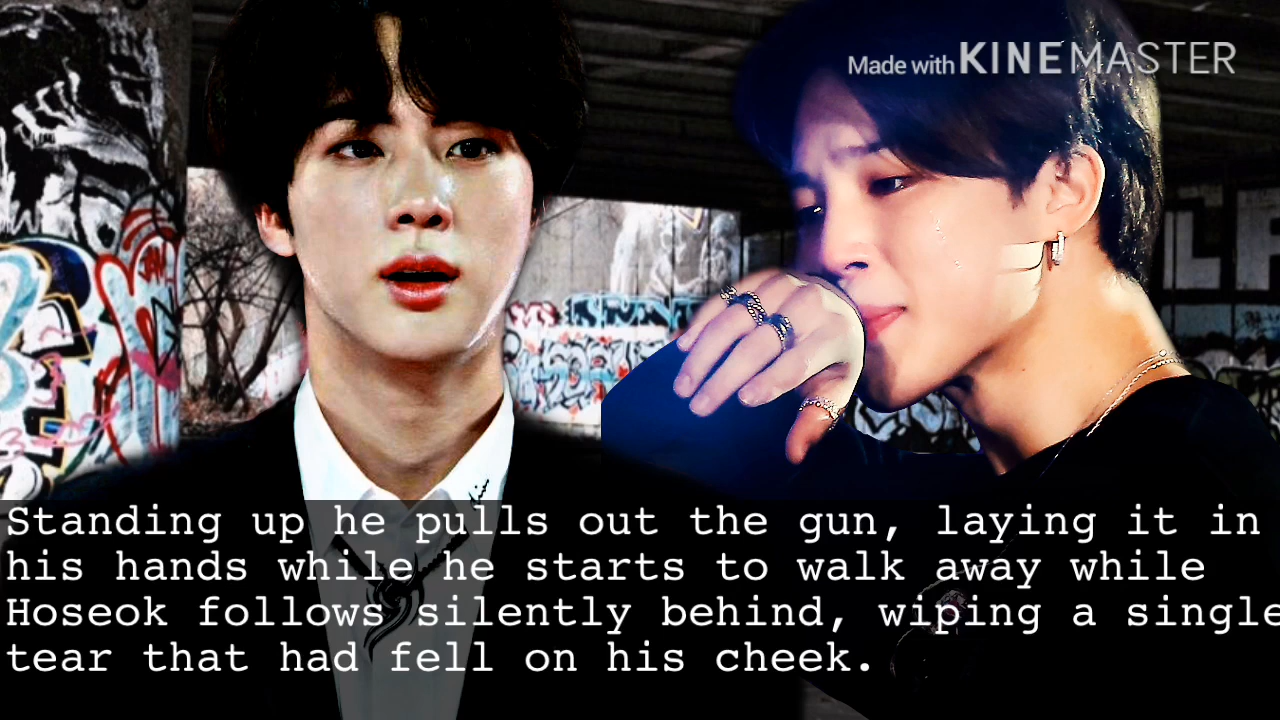 Made with KINEMASTER
Standing up he pulls out the gun, laying it in
his hands while he starts to walk away while
Hoseok follows silently behind, wiping a single
tear that had fell on his cheek.